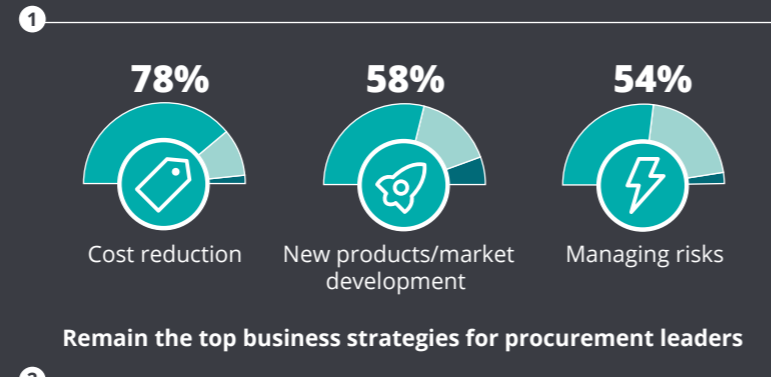 1
78%
58%
54%
Cost reduction
New products/market
development
Managing risks
Remain the top business strategies for procurement leaders